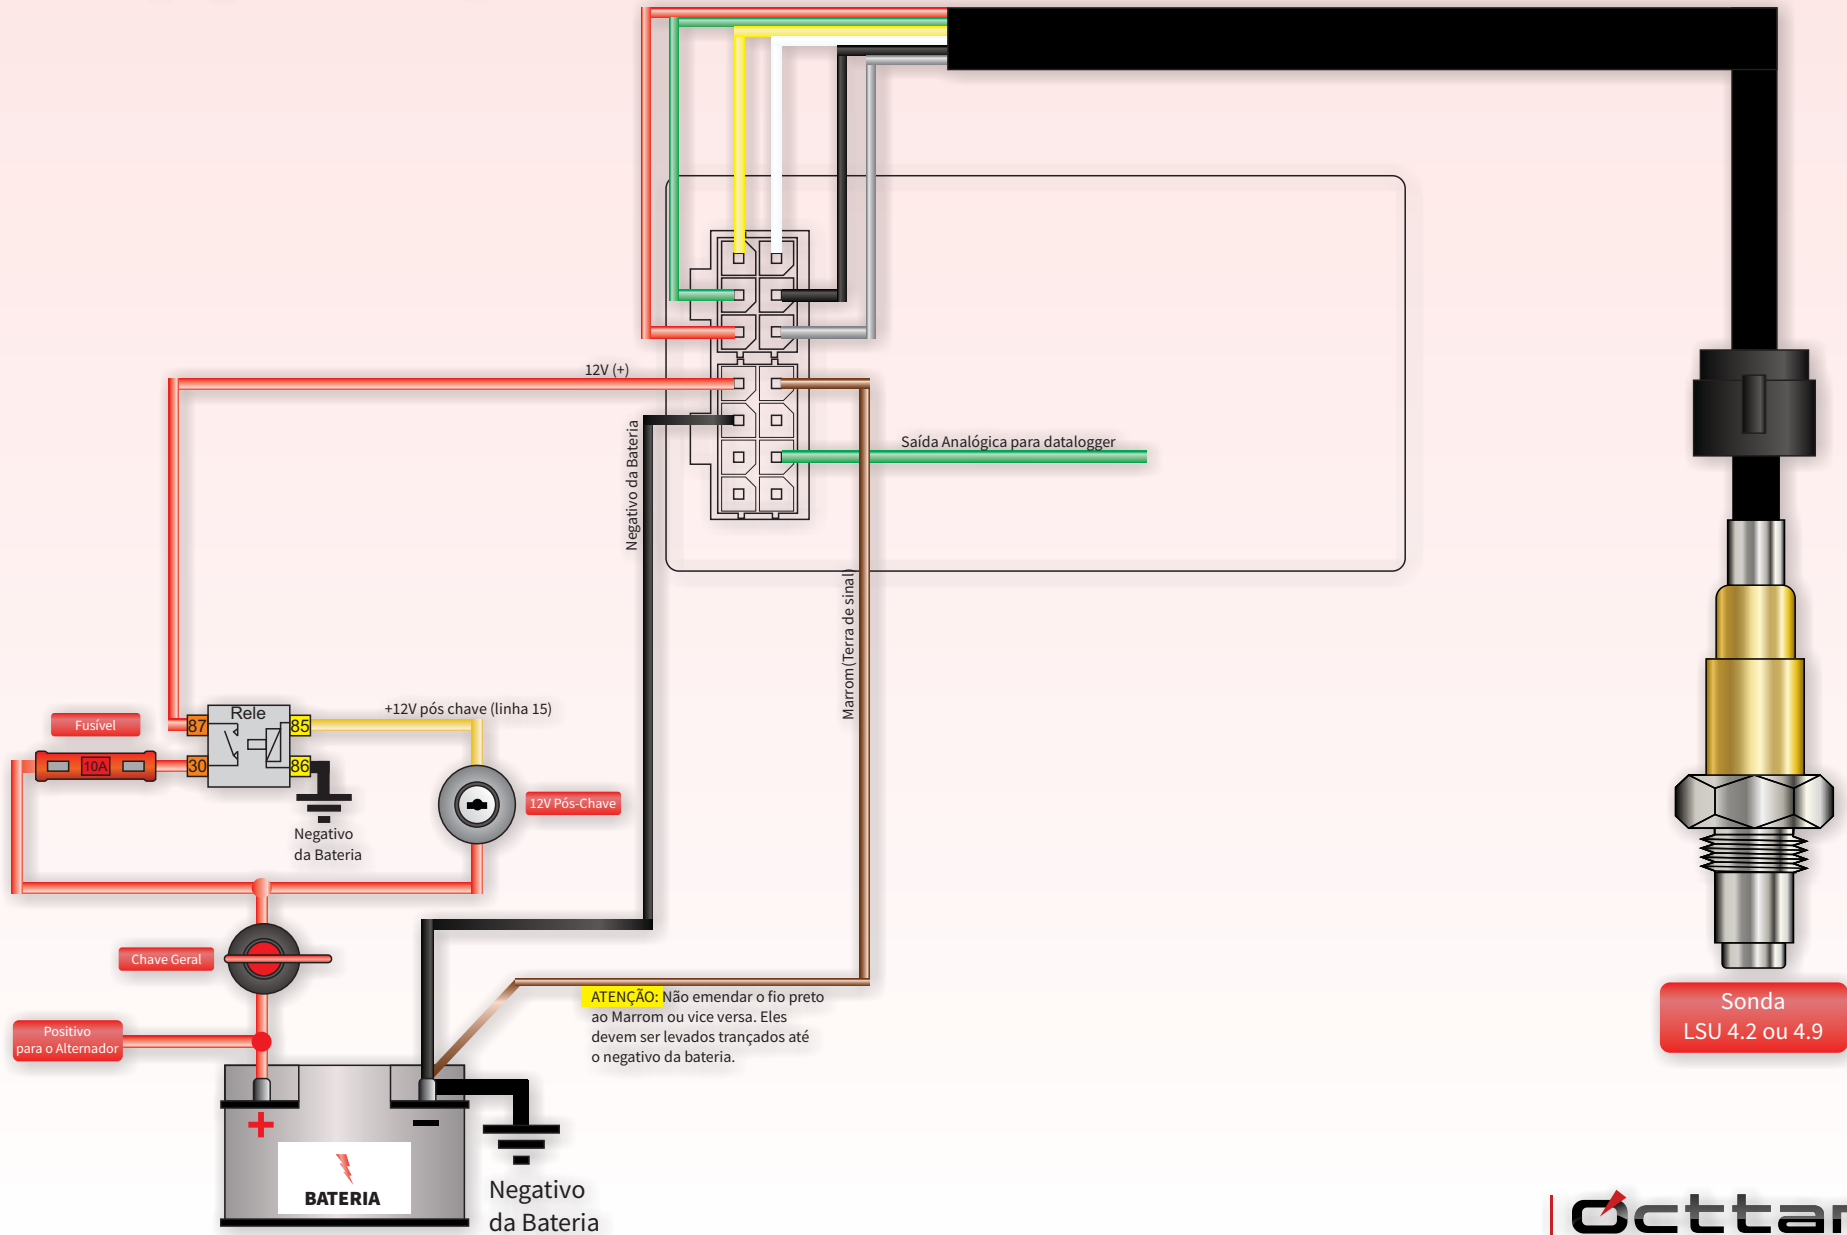 12V (+)
Negativo da Bateria
Saída Analógica para datalogger
Marrom(Terra de sinal)
Fusível
10A
Rele
87
85
30
86
+12V pós chave (linha 15)
Negativo
da Bateria
12V Pós-Chave
Chave Geral
Positivo
para o Alternador
ATENÇÃO: Não emendar o fio preto
ao Marrom ou vice versa. Eles
devem ser levados trançados até
o negativo da bateria.
Sonda
LSU 4.2 ou 4.9
+
-
BATERIA
Negativo
da Bateria